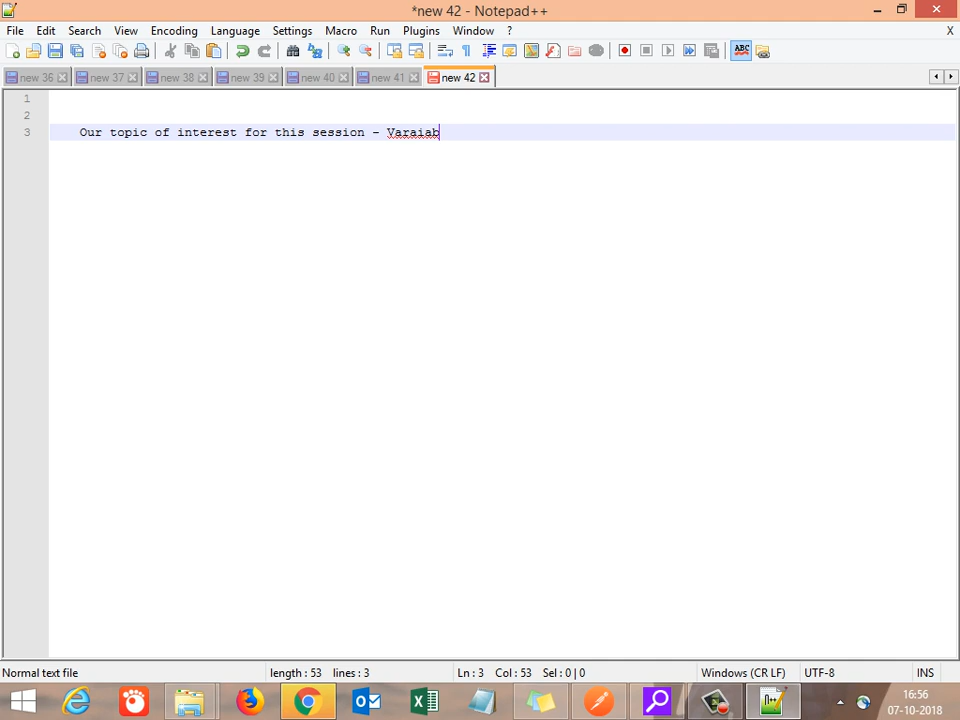 *new 42 - Notepad++
File Edit Search View Encoding Language Settings Macro Run Plugins Window ? X
new 36 new 37 new 38 new 39 new 40 new 41 new 42
1
2
3 Our topic of interest for this session - Varaiab
Normal text file length : 53 lines : 3 Ln : 3 Col : 53 Sel : 0 | 0 Windows (CR LF) UTF-8 INS
16:56
07-10-2018